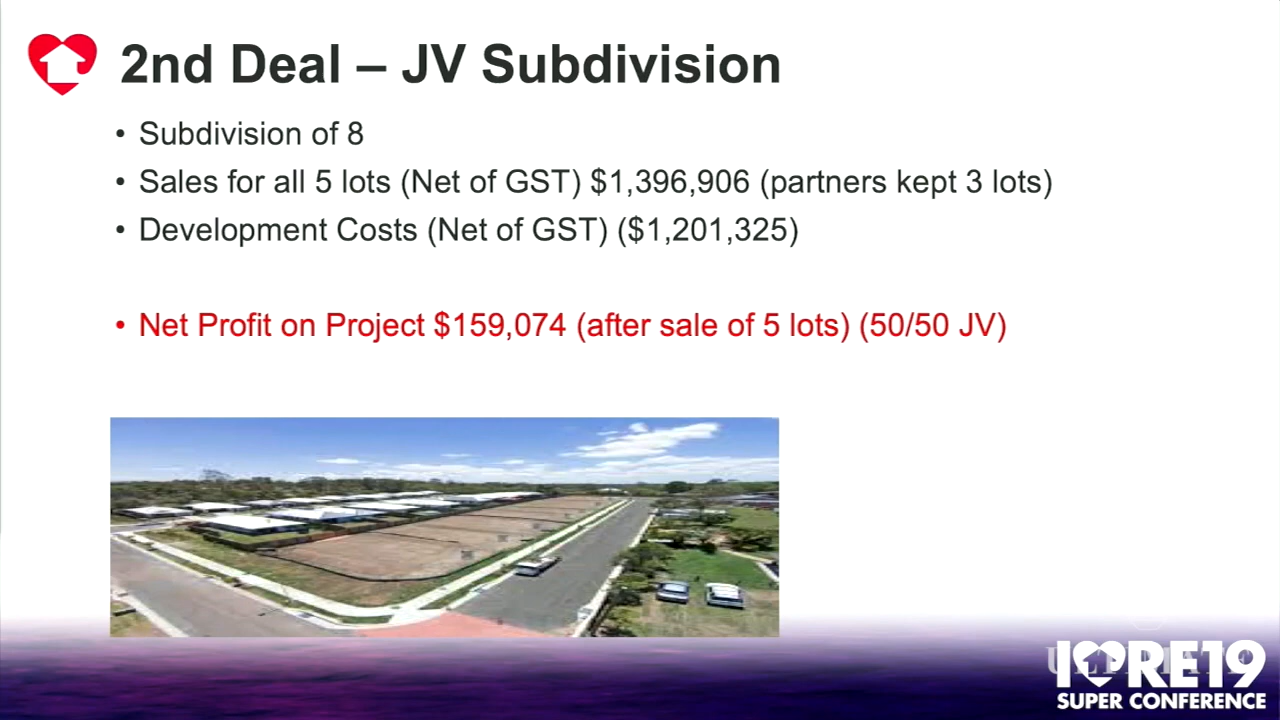 2nd Deal – JV Subdivision
• Subdivision of 8
• Sales for all 5 lots (Net of GST) $1,396,906 (partners kept 3 lots)
• Development Costs (Net of GST) ($1,201,325)
• Net Profit on Project $159,074 (after sale of 5 lots) (50/50 JV)
RE19
SUPER CONFERENCE